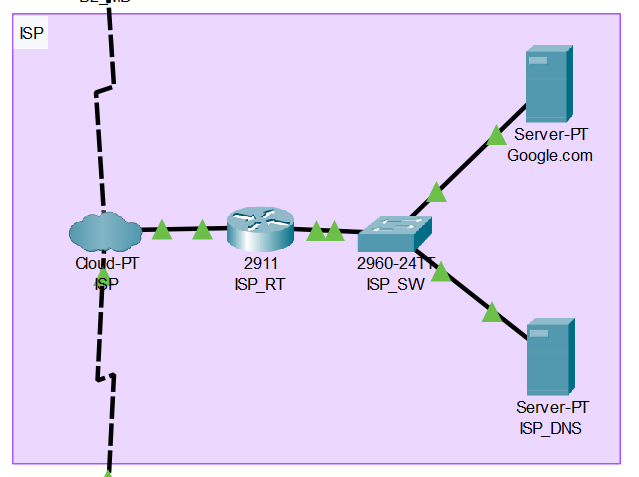 ISP
Server-PT
Google.com
Cloud-PT
ISP
2911
ISP_RT
2960-24TT
ISP_SW
Server-PT
ISP_DNS